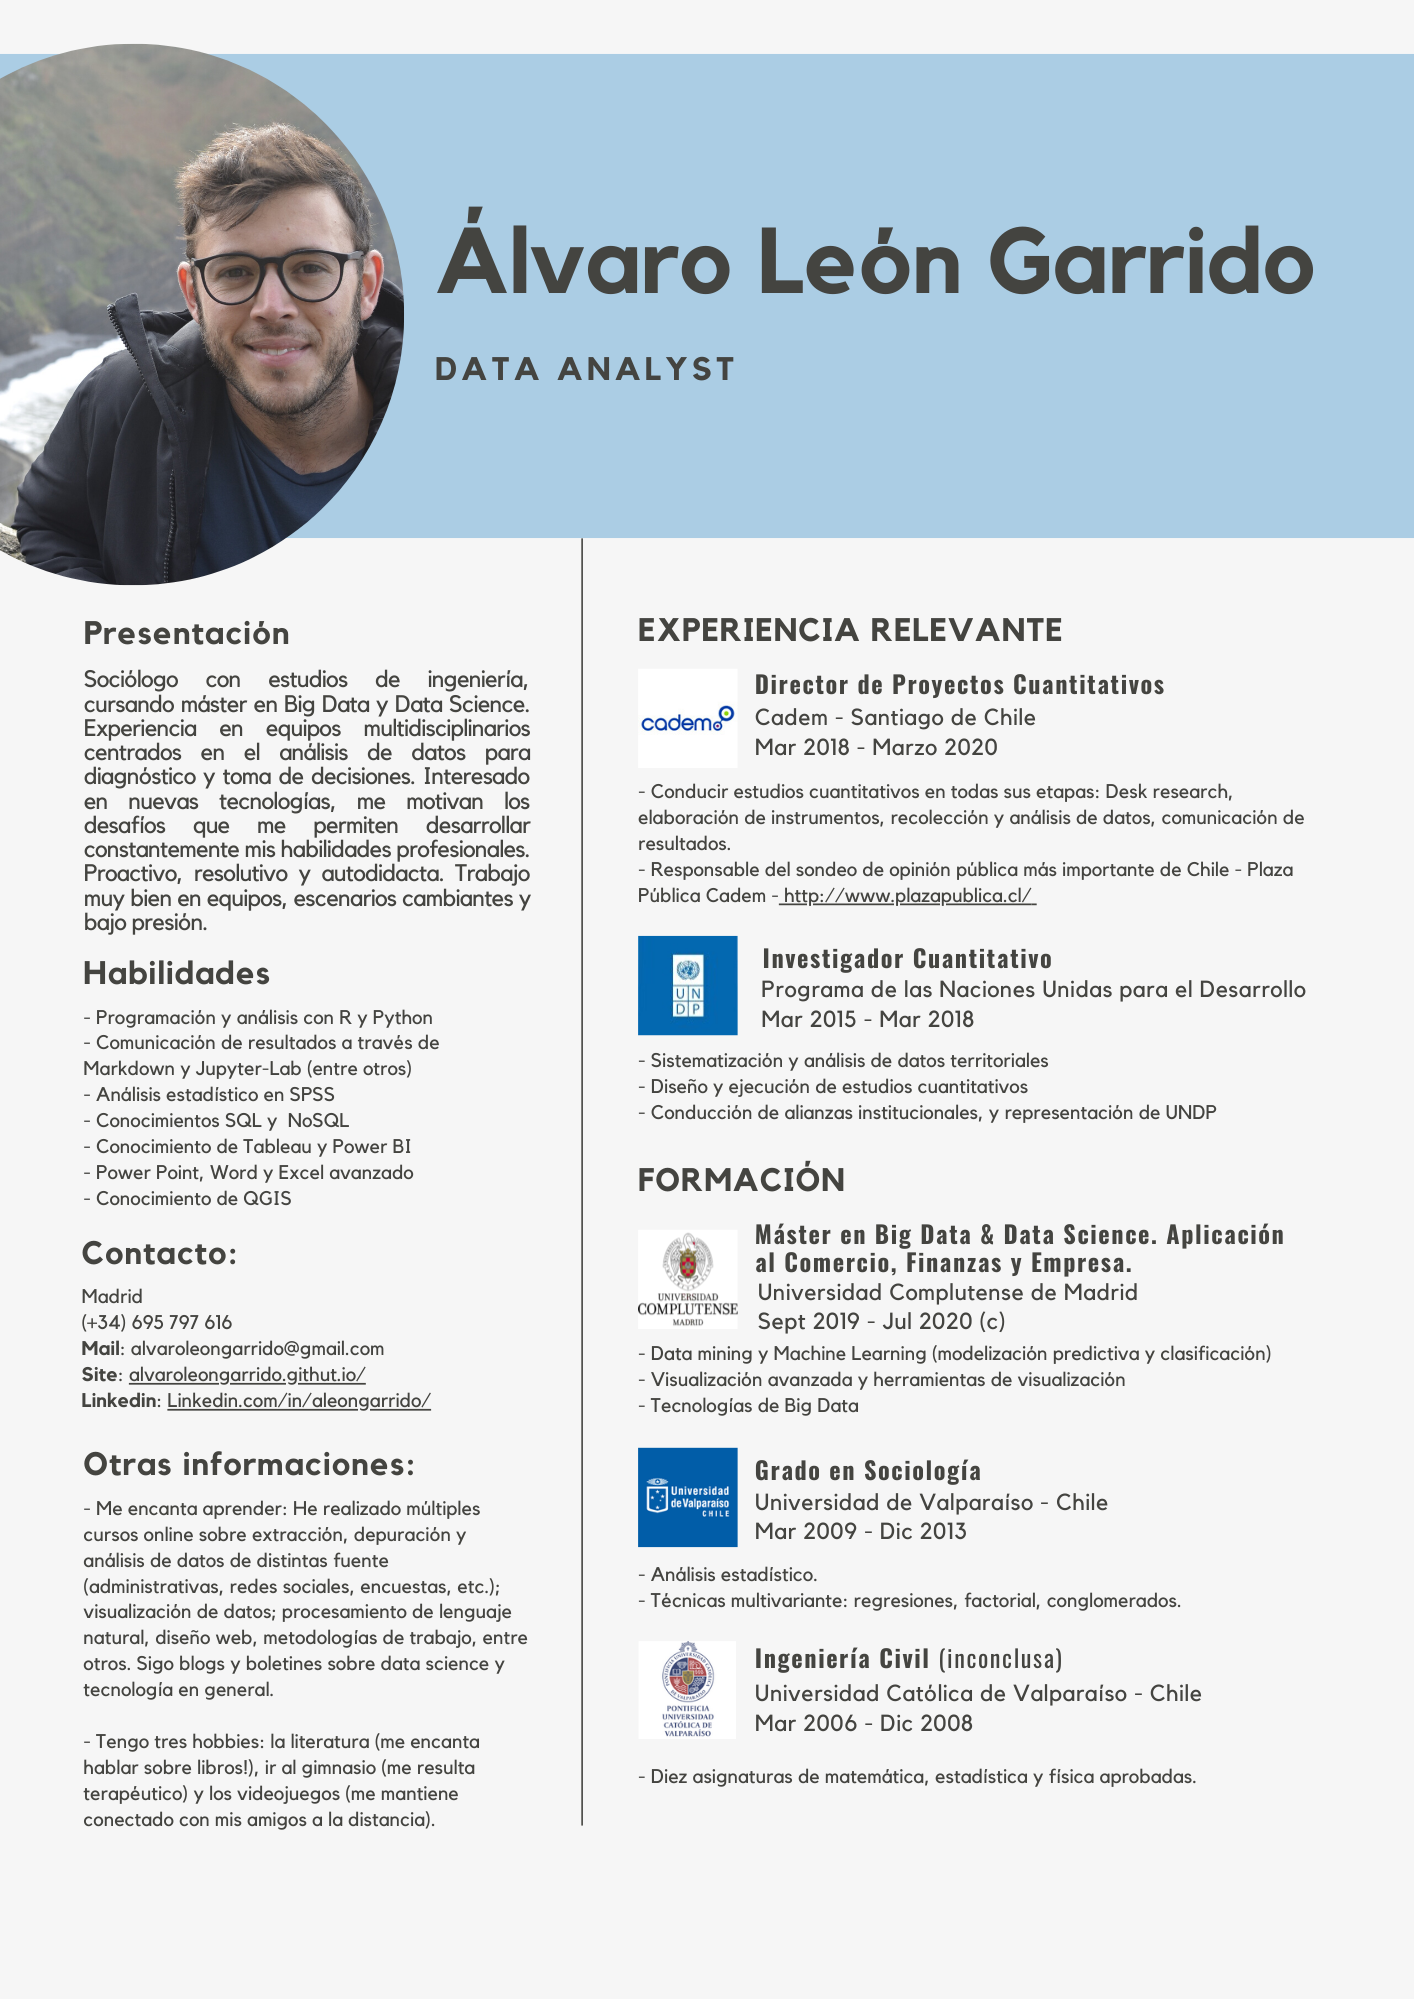 Álvaro León Garrido
DATA ANALYST
Presentación
Sociólogo con estudios de ingeniería,
cursando máster en Big Data y Data Science.
Experiencia en equipos multidisciplinarios
centrados en el análisis de datos para
diagnóstico y toma de decisiones. Interesado
en nuevas tecnologías, me motivan los
desafíos que me permiten desarrollar
constantemente mis habilidades profesionales.
Proactivo, resolutivo y autodidacta. Trabajo
muy bien en equipos, escenarios cambiantes y
bajo presión.
Habilidades
- Programación y análisis con R y Python
- Comunicación de resultados a través de
Markdown y Jupyter-Lab (entre otros)
- Análisis estadístico en SPSS
- Conocimientos SQL y  NoSQL
- Conocimiento de Tableau y Power BI
- Power Point, Word y Excel avanzado
- Conocimiento de QGIS
Contacto:
Madrid
(+34) 695 797 616
Mail: alvaroleongarrido@gmail.com
Site: alvaroleongarrido.githut.io/
Linkedin: Linkedin.com/in/aleongarrido/
Otras informaciones:
- Me encanta aprender: He realizado múltiples
cursos online sobre extracción, depuración y
análisis de datos de distintas fuente
(administrativas, redes sociales, encuestas, etc.);
visualización de datos; procesamiento de lenguaje
natural, diseño web, metodologías de trabajo, entre
otros. Sigo blogs y boletines sobre data science y
tecnología en general.
- Tengo tres hobbies: la literatura (me encanta
hablar sobre libros!), ir al gimnasio (me resulta
terapéutico) y los videojuegos (me mantiene
conectado con mis amigos a la distancia).
EXPERIENCIA RELEVANTE
cadem
Director de Proyectos Cuantitativos
Cadem - Santiago de Chile
Mar 2018 - Marzo 2020
- Conducir estudios cuantitativos en todas sus etapas: Desk research,
elaboración de instrumentos, recolección y análisis de datos, comunicación de
resultados.
- Responsable del sondeo de opinión pública más importante de Chile - Plaza
Pública Cadem - http://www.plazapublica.cl/
U N
D P
Investigador Cuantitativo
Programa de las Naciones Unidas para el Desarrollo
Mar 2015 - Mar 2018
- Sistematización y análisis de datos territoriales
- Diseño y ejecución de estudios cuantitativos
- Conducción de alianzas institucionales, y representación de UNDP
FORMACIÓN
UNIVERSIDAD
COMPLUTENSE
MADRID
Máster en Big Data & Data Science. Aplicación
al Comercio, Finanzas y Empresa.
Universidad Complutense de Madrid
Sept 2019 - Jul 2020 (c)
- Data mining y Machine Learning (modelización predictiva y clasificación)
- Visualización avanzada y herramientas de visualización
- Tecnologías de Big Data
Universidad
de Valparaíso
CHILE
Grado en Sociología
Universidad de Valparaíso - Chile
Mar 2009 - Dic 2013
- Análisis estadístico.
- Técnicas multivariante: regresiones, factorial, conglomerados.
PONTIFICIA
UNIVERSIDAD
CATÓLICA DE
VALPARAÍSO
Ingeniería Civil (inconclusa)
Universidad Católica de Valparaíso - Chile
Mar 2006 - Dic 2008
- Diez asignaturas de matemática, estadística y física aprobadas.